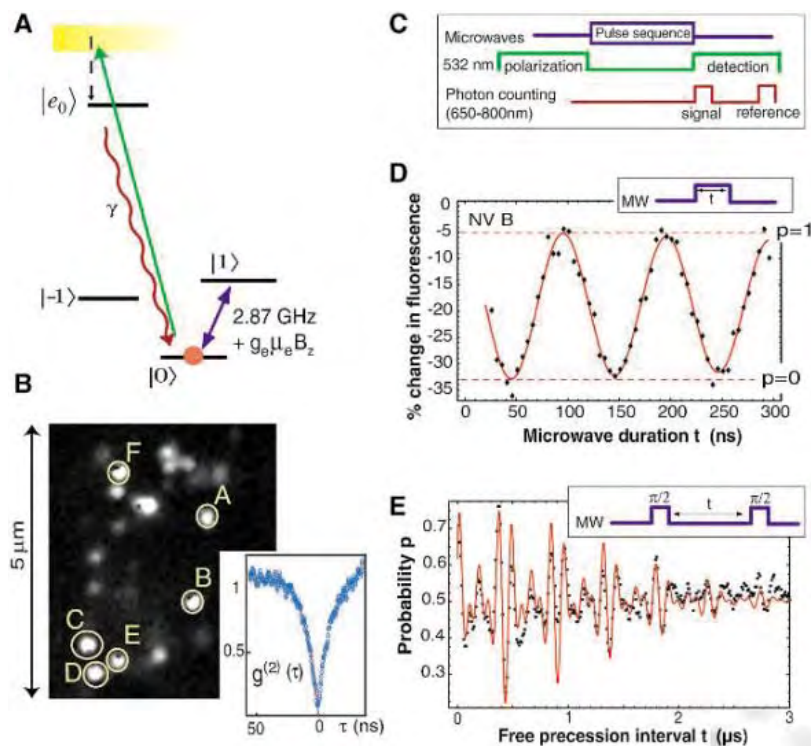 A
|e0⟩
γ
|1⟩
|-1⟩
2.87 GHz
+ geμeBz
|0⟩
B
5 μm
F
A
B
C
E
D
1
0.5
g(2) (τ)
50
0
τ (ns)
C
Microwaves
Pulse sequence
532 nm
polarization
detection
Photon counting
(650-800nm)
signal
reference
D
MW
t
NV B
% change in fluorescence
0
-5
-10
-15
-20
-25
-30
-35
p=1
p=0
0
50
100
150
200
250
300
Microwave duration t (ns)
E
π/2
t
π/2
MW
Probability p
0.7
0.6
0.5
0.4
0.3
0
1
2
3
Free precession interval t (μs)